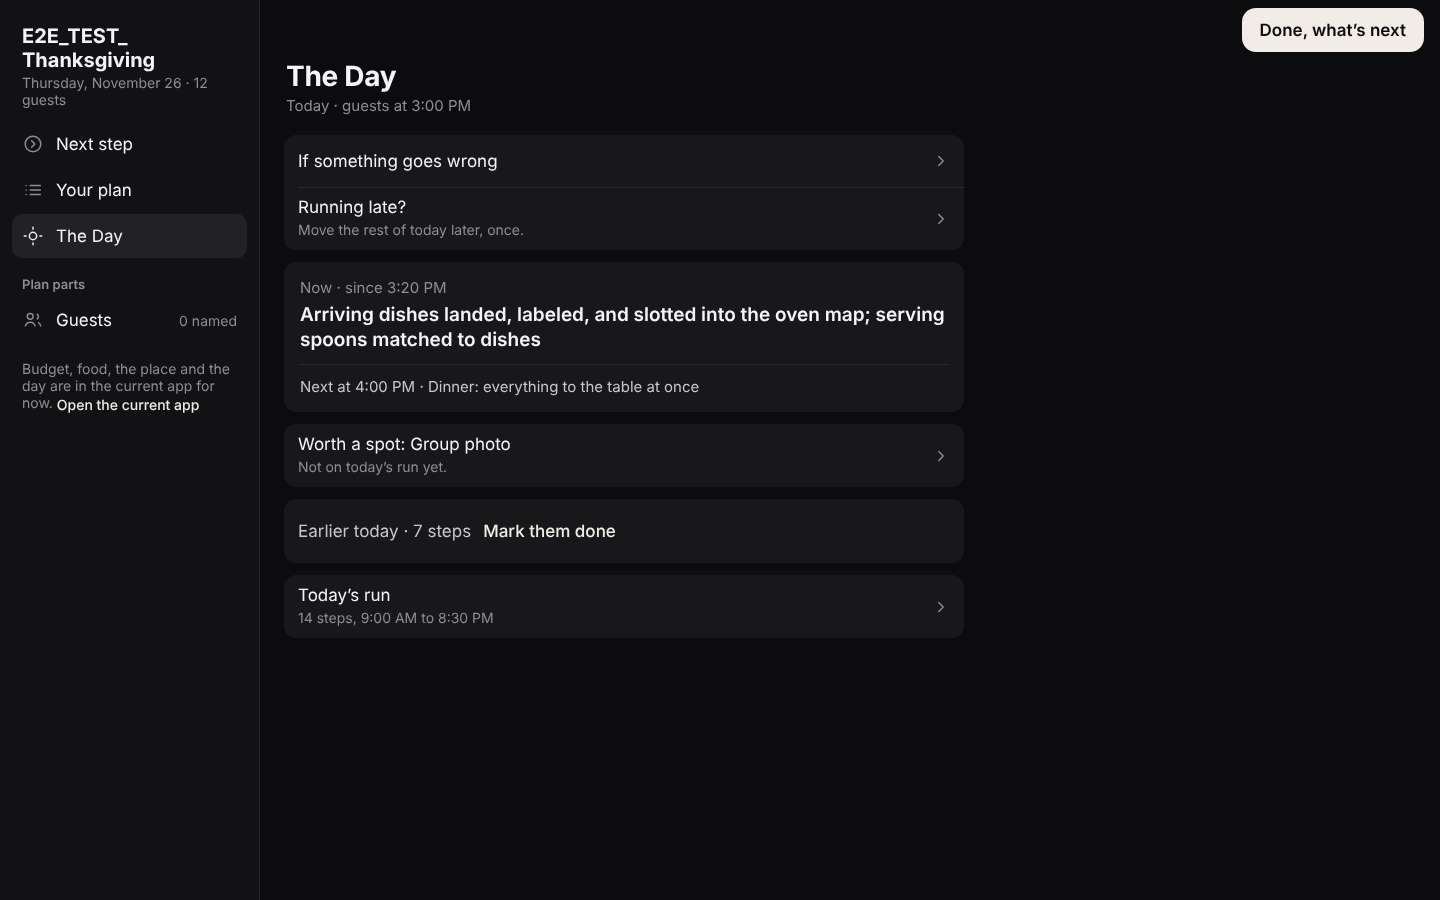 E2E_TEST_
Thanksgiving
Thursday, November 26 · 12
guests
Next step
Your plan
The Day
Plan parts
Guests
0 named
Budget, food, the place and the
day are in the current app for
now. Open the current app
Done, what’s next
The Day
Today · guests at 3:00 PM
If something goes wrong
Running late?
Move the rest of today later, once.
Now · since 3:20 PM
Arriving dishes landed, labeled, and slotted into the oven map; serving
spoons matched to dishes
Next at 4:00 PM · Dinner: everything to the table at once
Worth a spot: Group photo
Not on today’s run yet.
Earlier today · 7 steps Mark them done
Today’s run
14 steps, 9:00 AM to 8:30 PM